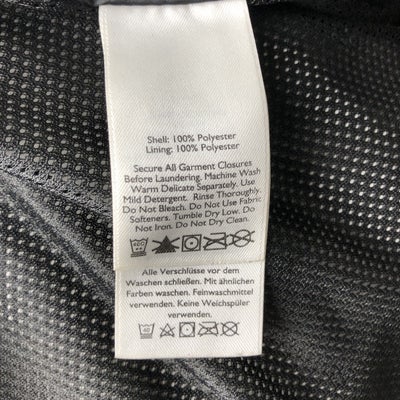 Shell: 100% Polyester
Lining: 100% Polyester
Secure All Garment Closures
Before Laundering. Machine Wash
Warm Delicate Separately. Use
Mild Detergent. Rinse Thoroughly.
Do Not Bleach. Do Not Use Fabric
Softeners. Tumble Dry Low. Do
Not Iron. Do Not Dry Clean.
Alle Verschlüsse vor dem
Waschen schließen. Mit ähnlichen
Farben waschen. Feinwaschmittel
verwenden. Keine Weichspüler
verwenden.